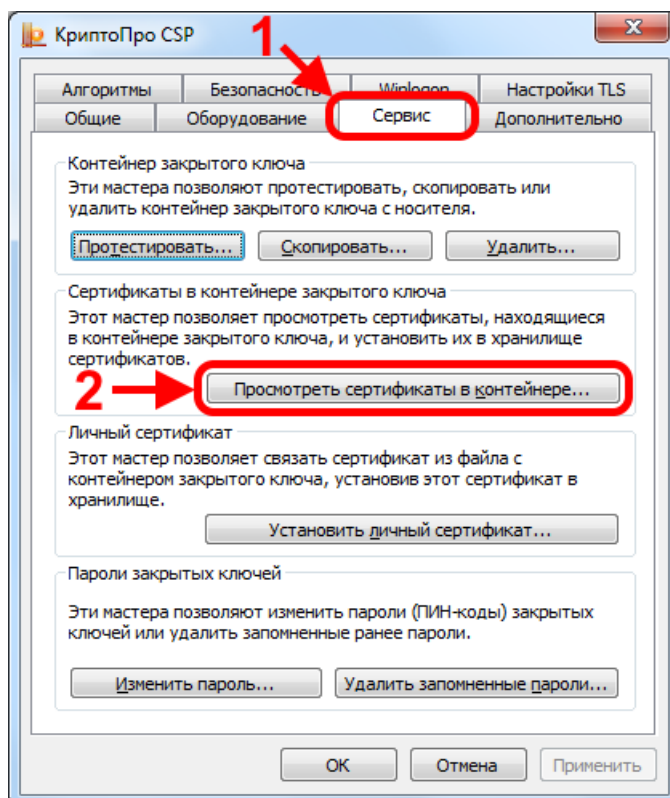 КриптоПро CSP
1
Алгоритмы Безопасность Winlogon Настройки TLS
Общие Оборудование Сервис Дополнительно
Контейнер закрытого ключа
Эти мастера позволяют протестировать, скопировать или
удалить контейнер закрытого ключа с носителя.
Протестировать... Скопировать... Удалить...
Сертификаты в контейнере закрытого ключа
Этот мастер позволяет просмотреть сертификаты, находящиеся
в контейнере закрытого ключа, и установить их в хранилище
сертификатов.
2 Просмотреть сертификаты в контейнере...
Личный сертификат
Этот мастер позволяет связать сертификат из файла с
контейнером закрытого ключа, установив этот сертификат в
хранилище.
Установить личный сертификат...
Пароли закрытых ключей
Эти мастера позволяют изменить пароли (ПИН-коды) закрытых
ключей или удалить запомненные ранее пароли.
Изменить пароль... Удалить запомненные пароли...
ОК Отмена Применить